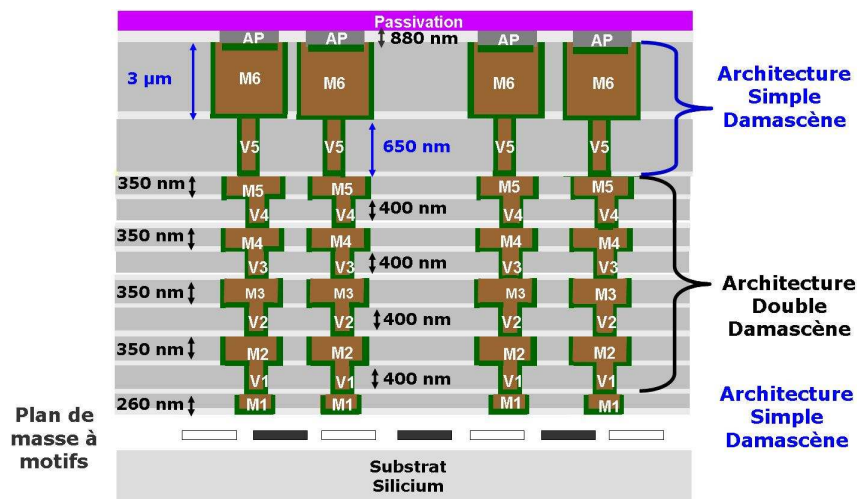 Passivation
AP AP AP AP
880 nm
3 µm
M6 M6 M6 M6
Architecture
Simple
Damascène
V5 V5 V5 V5
650 nm
350 nm
M5 M5 M5 M5
V4 V4 V4 V4
400 nm
350 nm
M4 M4 M4 M4
V3 V3 V3 V3
400 nm
Architecture
Double
Damascène
350 nm
M3 M3 M3 M3
V2 V2 V2 V2
400 nm
350 nm
M2 M2 M2 M2
V1 V1 V1 V1
400 nm
260 nm
M1 M1 M1 M1
Architecture
Simple
Damascène
Plan de
masse à
motifs
Substrat
Silicium